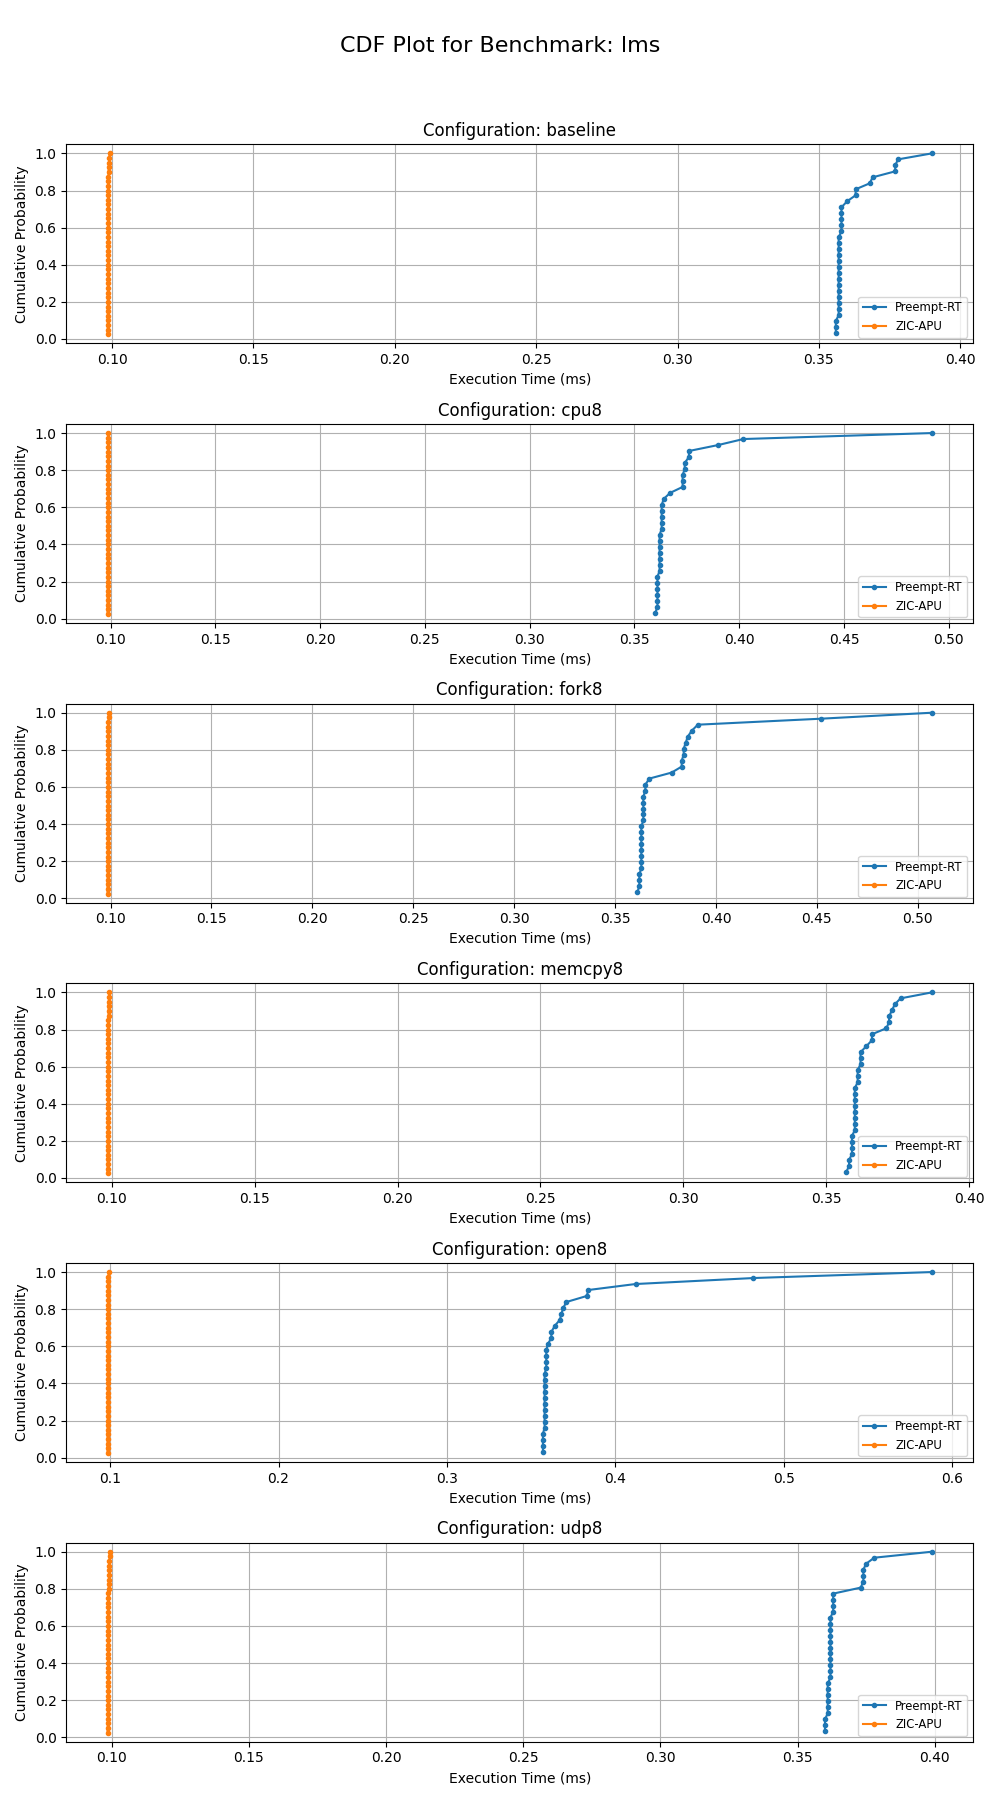 CDF Plot for Benchmark: lms
Configuration: baseline
Cumulative Probability
1.0
0.8
0.6
0.4
0.2
0.0
Preempt-RT
ZIC-APU
0.10 0.15 0.20 0.25 0.30 0.35 0.40
Execution Time (ms)
Configuration: cpu8
Cumulative Probability
1.0
0.8
0.6
0.4
0.2
0.0
Preempt-RT
ZIC-APU
0.10 0.15 0.20 0.25 0.30 0.35 0.40 0.45 0.50
Execution Time (ms)
Configuration: fork8
Cumulative Probability
1.0
0.8
0.6
0.4
0.2
0.0
Preempt-RT
ZIC-APU
0.10 0.15 0.20 0.25 0.30 0.35 0.40 0.45 0.50
Execution Time (ms)
Configuration: memcpy8
Cumulative Probability
1.0
0.8
0.6
0.4
0.2
0.0
Preempt-RT
ZIC-APU
0.10 0.15 0.20 0.25 0.30 0.35 0.40
Execution Time (ms)
Configuration: open8
Cumulative Probability
1.0
0.8
0.6
0.4
0.2
0.0
Preempt-RT
ZIC-APU
0.1 0.2 0.3 0.4 0.5 0.6
Execution Time (ms)
Configuration: udp8
Cumulative Probability
1.0
0.8
0.6
0.4
0.2
0.0
Preempt-RT
ZIC-APU
0.10 0.15 0.20 0.25 0.30 0.35 0.40
Execution Time (ms)